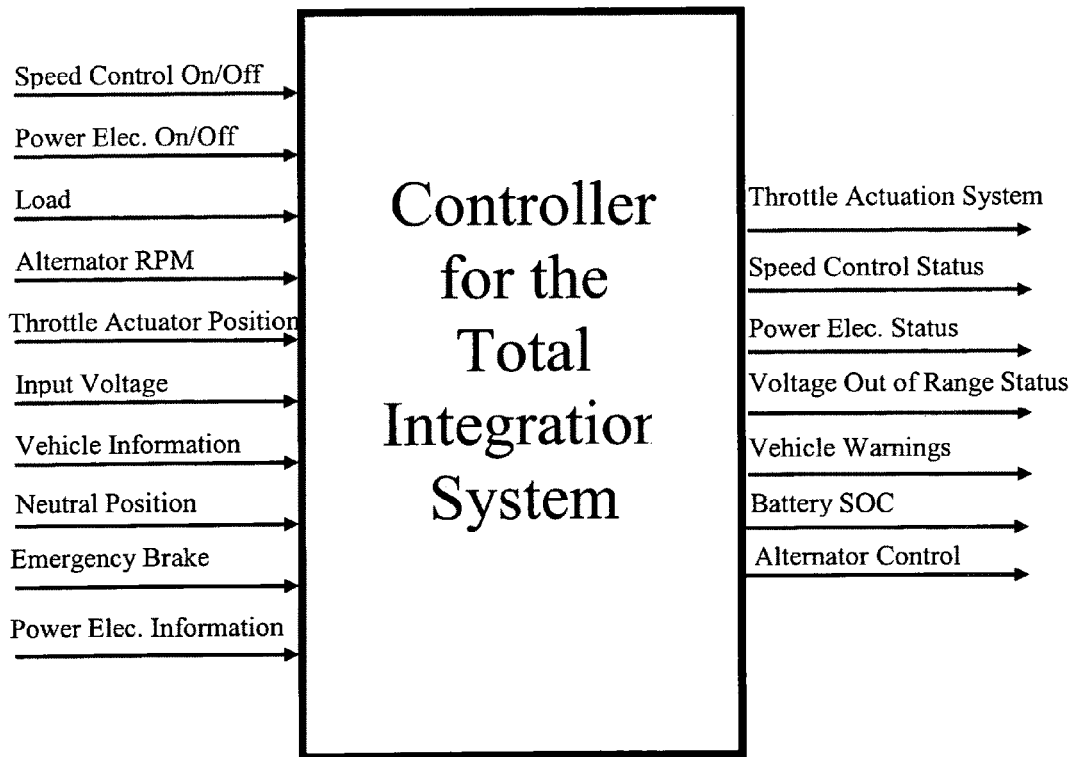 Speed Control On/Off
Power Elec. On/Off
Load
Alternator RPM
Throttle Actuator Position
Input Voltage
Vehicle Information
Neutral Position
Emergency Brake
Power Elec. Information
Controller
for the
Total
Integration
System
Throttle Actuation System
Speed Control Status
Power Elec. Status
Voltage Out of Range Status
Vehicle Warnings
Battery SOC
Alternator Control